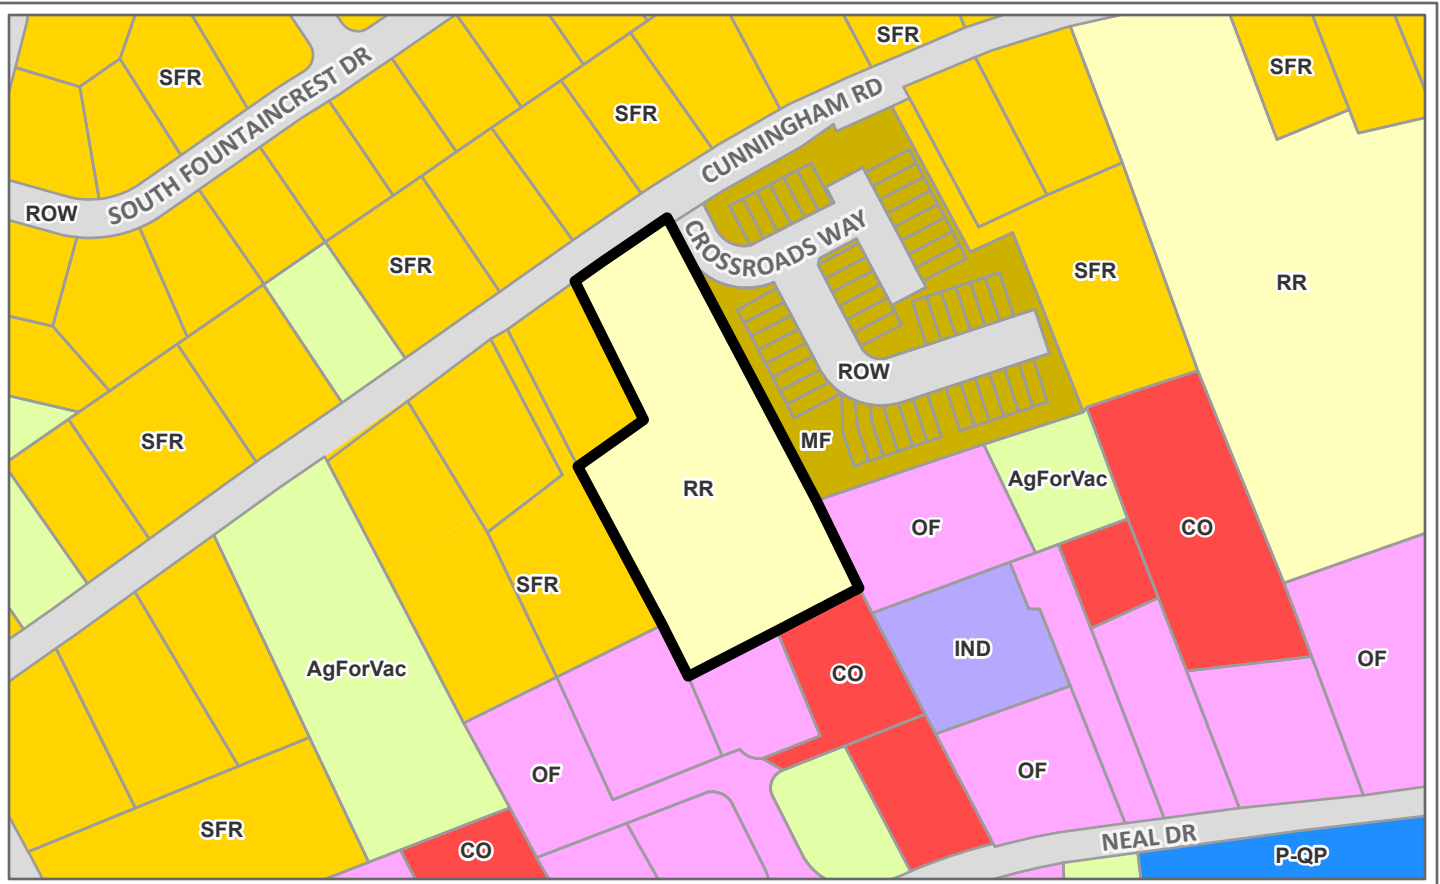 SFR
SFR
SFR
SFR
SOUTH FOUNTAINCREST DR
CUNNINGHAM RD
ROW
CROSSROADS WAY
SFR
SFR
RR
ROW
SFR
MF
RR
AgForVac
OF
CO
SFR
IND
AgForVac
CO
OF
OF
OF
SFR
CO
NEAL DR
P-QP